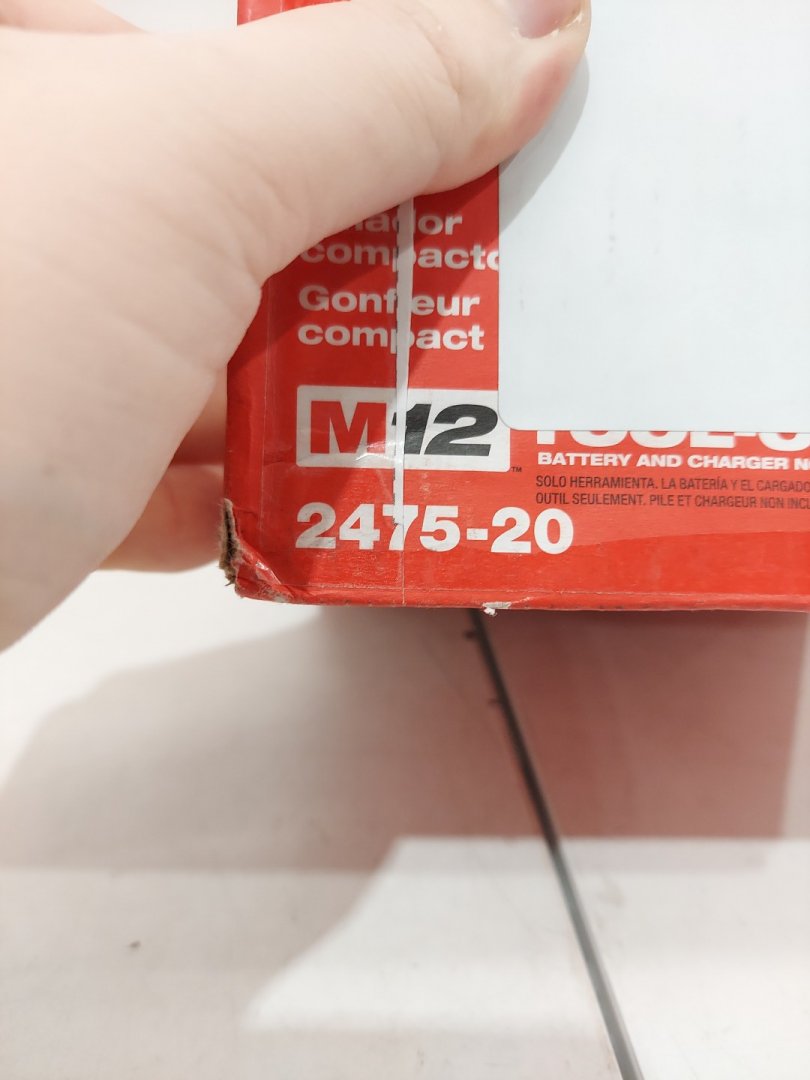 compacto
Gonfleur
compact
M12™
BATTERY AND CHARGER
SOLO HERRAMIENTA. LA BATERÍA Y EL
OUTIL SEULEMENT. PILE ET CHARGEUR NON
2475-20